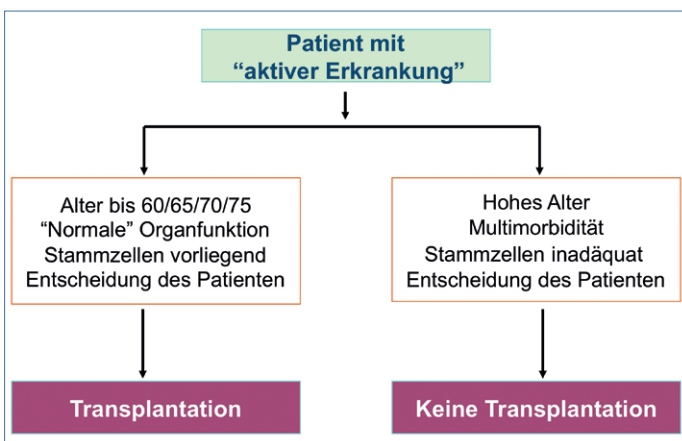 Patient mit
“aktiver Erkrankung”
Alter bis 60/65/70/75
“Normale” Organfunktion
Stammzellen vorliegend
Entscheidung des Patienten
Hohes Alter
Multimorbidität
Stammzellen inadäquat
Entscheidung des Patienten
Transplantation
Keine Transplantation